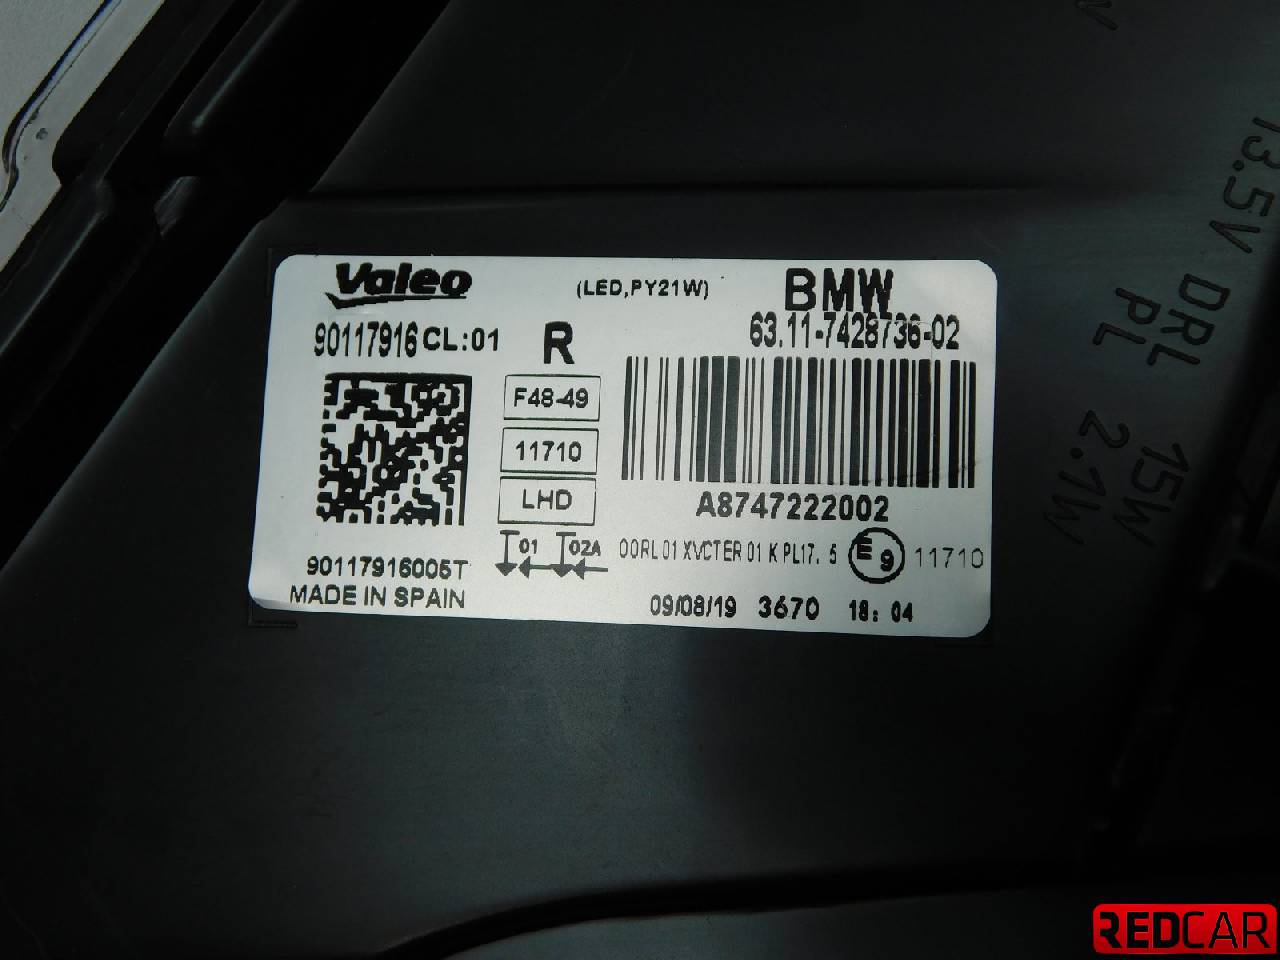 Valeo
(LED,PY21W)
BMW
90117916 CL:01
R
63.11-7428736-02
F48-49
11710
LHD
A8747222002
01 02A
00RL 01 XVCTER 01 K PL17. 5 E9 11710
90117916005T
MADE IN SPAIN
09/08/19 3670 18: 04
13.5V DRL 15W
PL 2.1W
REDCAR